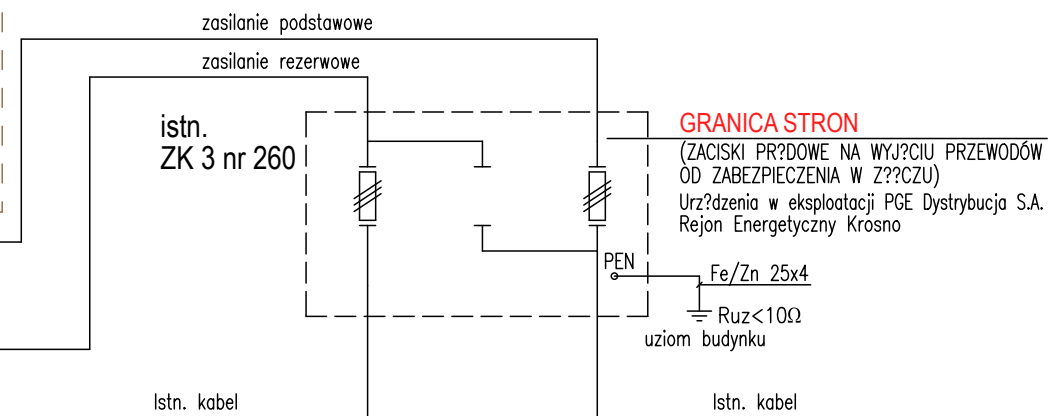 zasilanie podstawowe
zasilanie rezerwowe
istn.
ZK 3 nr 260
GRANICA STRON
(ZACISKI PR?DOWE NA WYJ?CIU PRZEWODÓW
OD ZABEZPIECZENIA W Z??CZU)
Urz?dzenia w eksploatacji PGE Dystrybucja S.A.
Rejon Energetyczny Krosno
PEN
Fe/Zn 25x4
Ruz<10Ω
uziom budynku
Istn. kabel
Istn. kabel